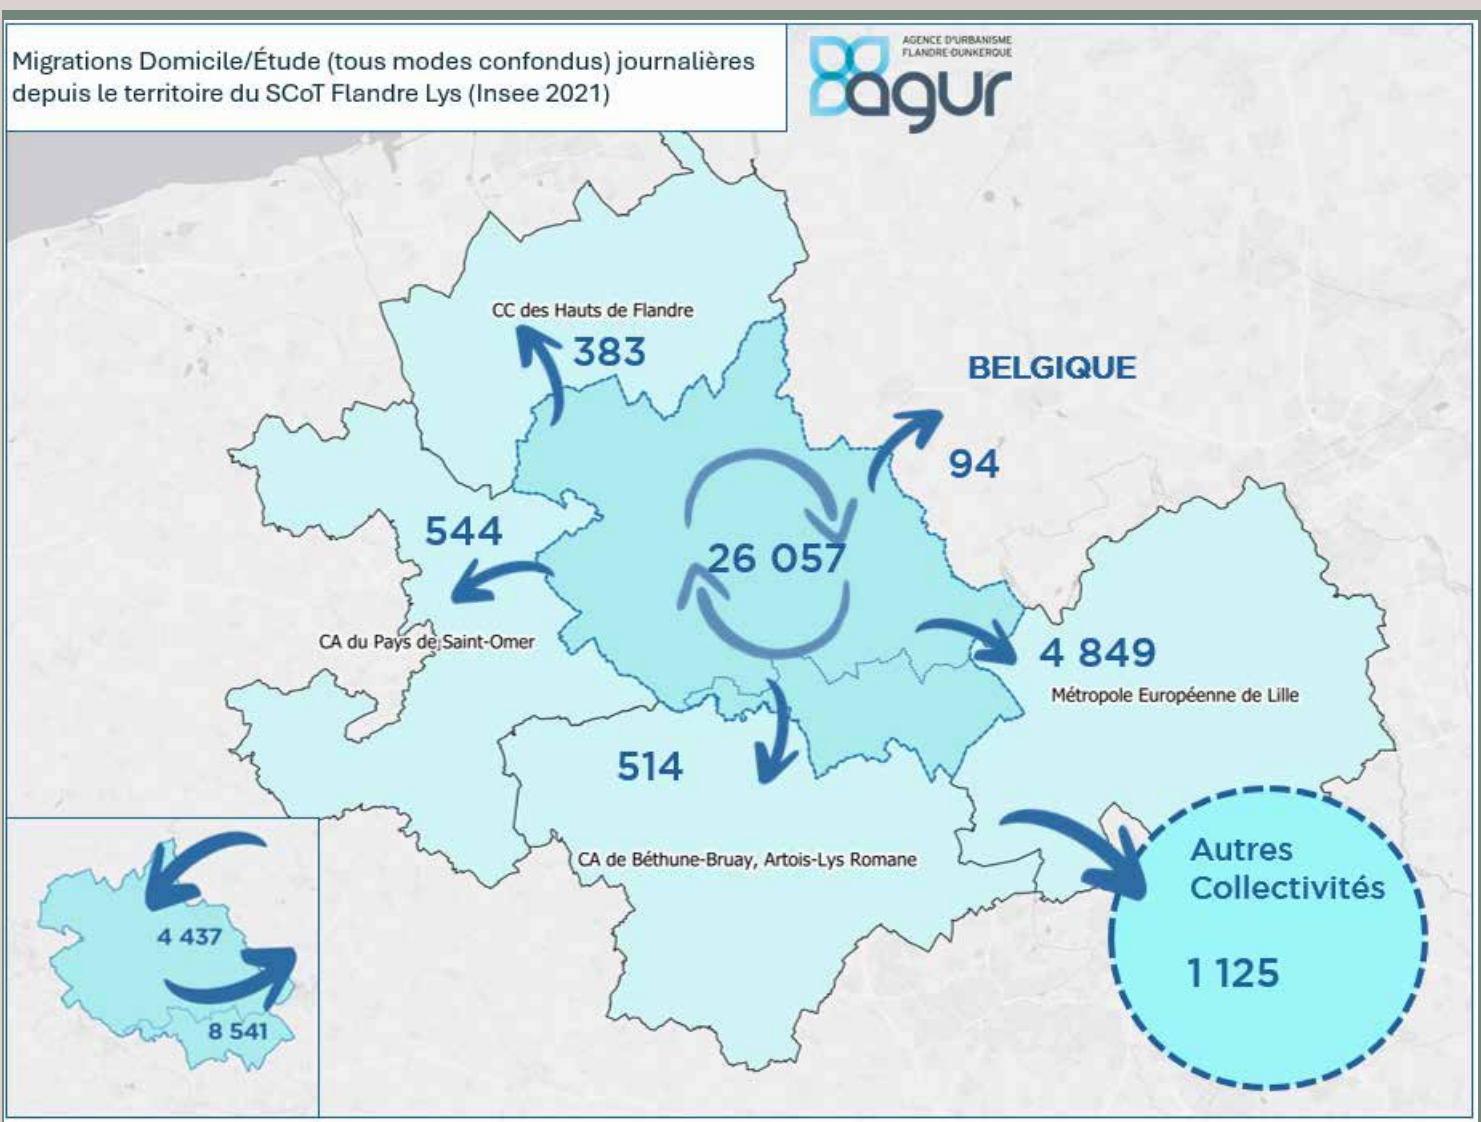 Migrations Domicile/Étude (tous modes confondus) journalières
depuis le territoire du SCoT Flandre Lys (Insee 2021)
AGENCE D'URBANISME
FLANDRE-DUNKERQUE
agur
CC des Hauts de Flandre
383
BELGIQUE
94
544
26 057
CA du Pays de Saint-Omer
4 849
Métropole Européenne de Lille
514
CA de Béthune-Bruay, Artois-Lys Romane
Autres
Collectivités
1 125
4 437
8 541